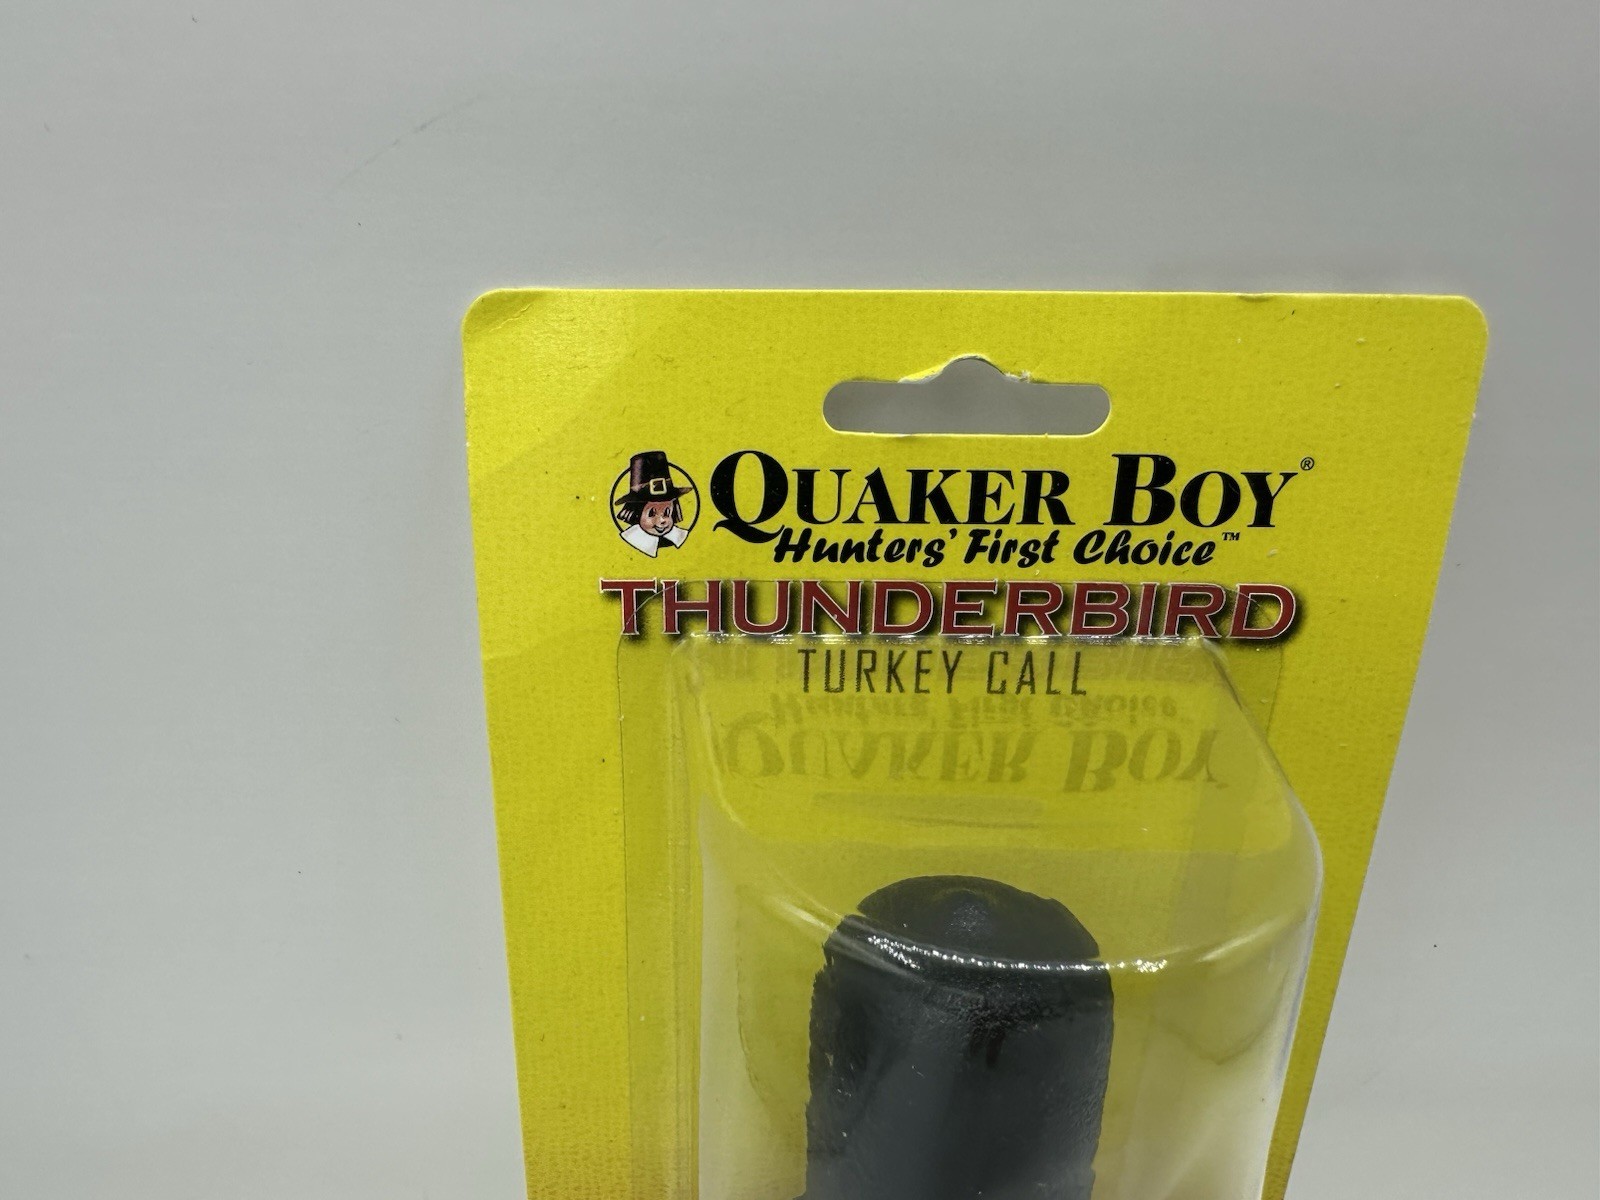 QUAKER BOY®
Hunters' First Choice™
THUNDERBIRD
TURKEY CALL